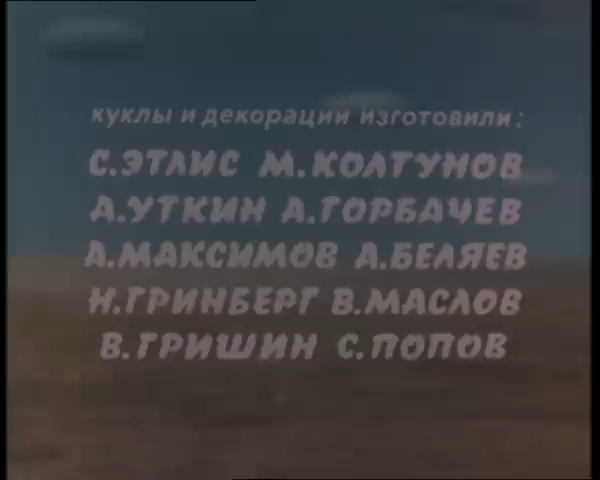 куклы и декорации изготовили:
С.ЭТЛИС М.КОЛТУНОВ
А.УТКИН А.ГОРБАЧЕВ
А.МАКСИМОВ А.БЕЛЯЕВ
Н.ГРИНБЕРГ В.МАСЛОВ
В.ГРИШИН С.ПОПОВ